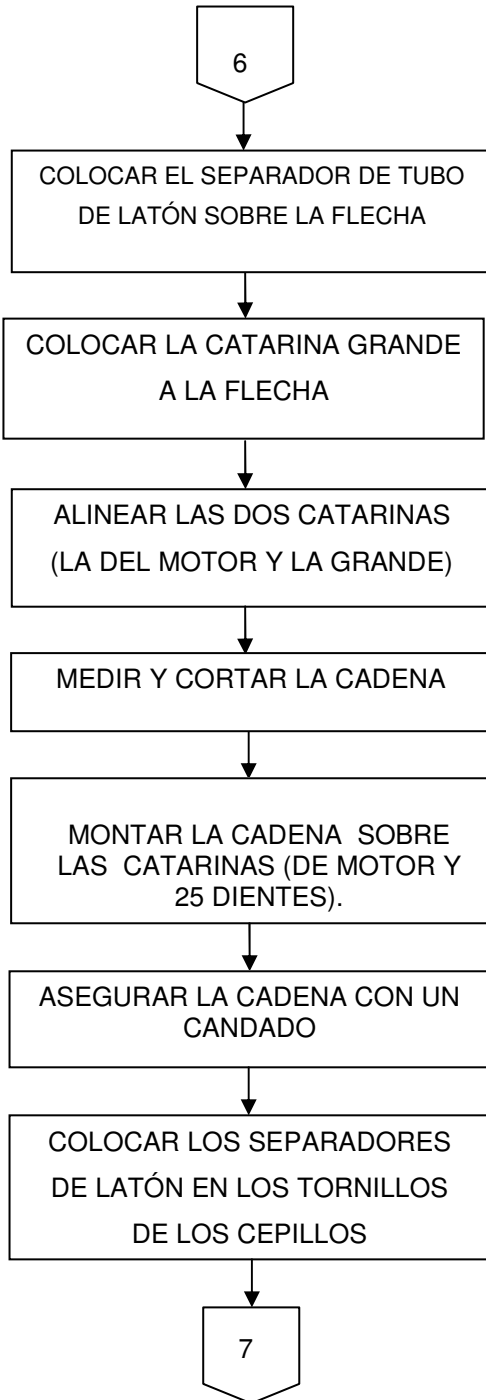 6
COLOCAR EL SEPARADOR DE TUBO
DE LATÓN SOBRE LA FLECHA
COLOCAR LA CATARINA GRANDE
A LA FLECHA
ALINEAR LAS DOS CATARINAS
(LA DEL MOTOR Y LA GRANDE)
MEDIR Y CORTAR LA CADENA
MONTAR LA CADENA SOBRE
LAS CATARINAS (DE MOTOR Y
25 DIENTES).
ASEGURAR LA CADENA CON UN
CANDADO
COLOCAR LOS SEPARADORES
DE LATÓN EN LOS TORNILLOS
DE LOS CEPILLOS
7